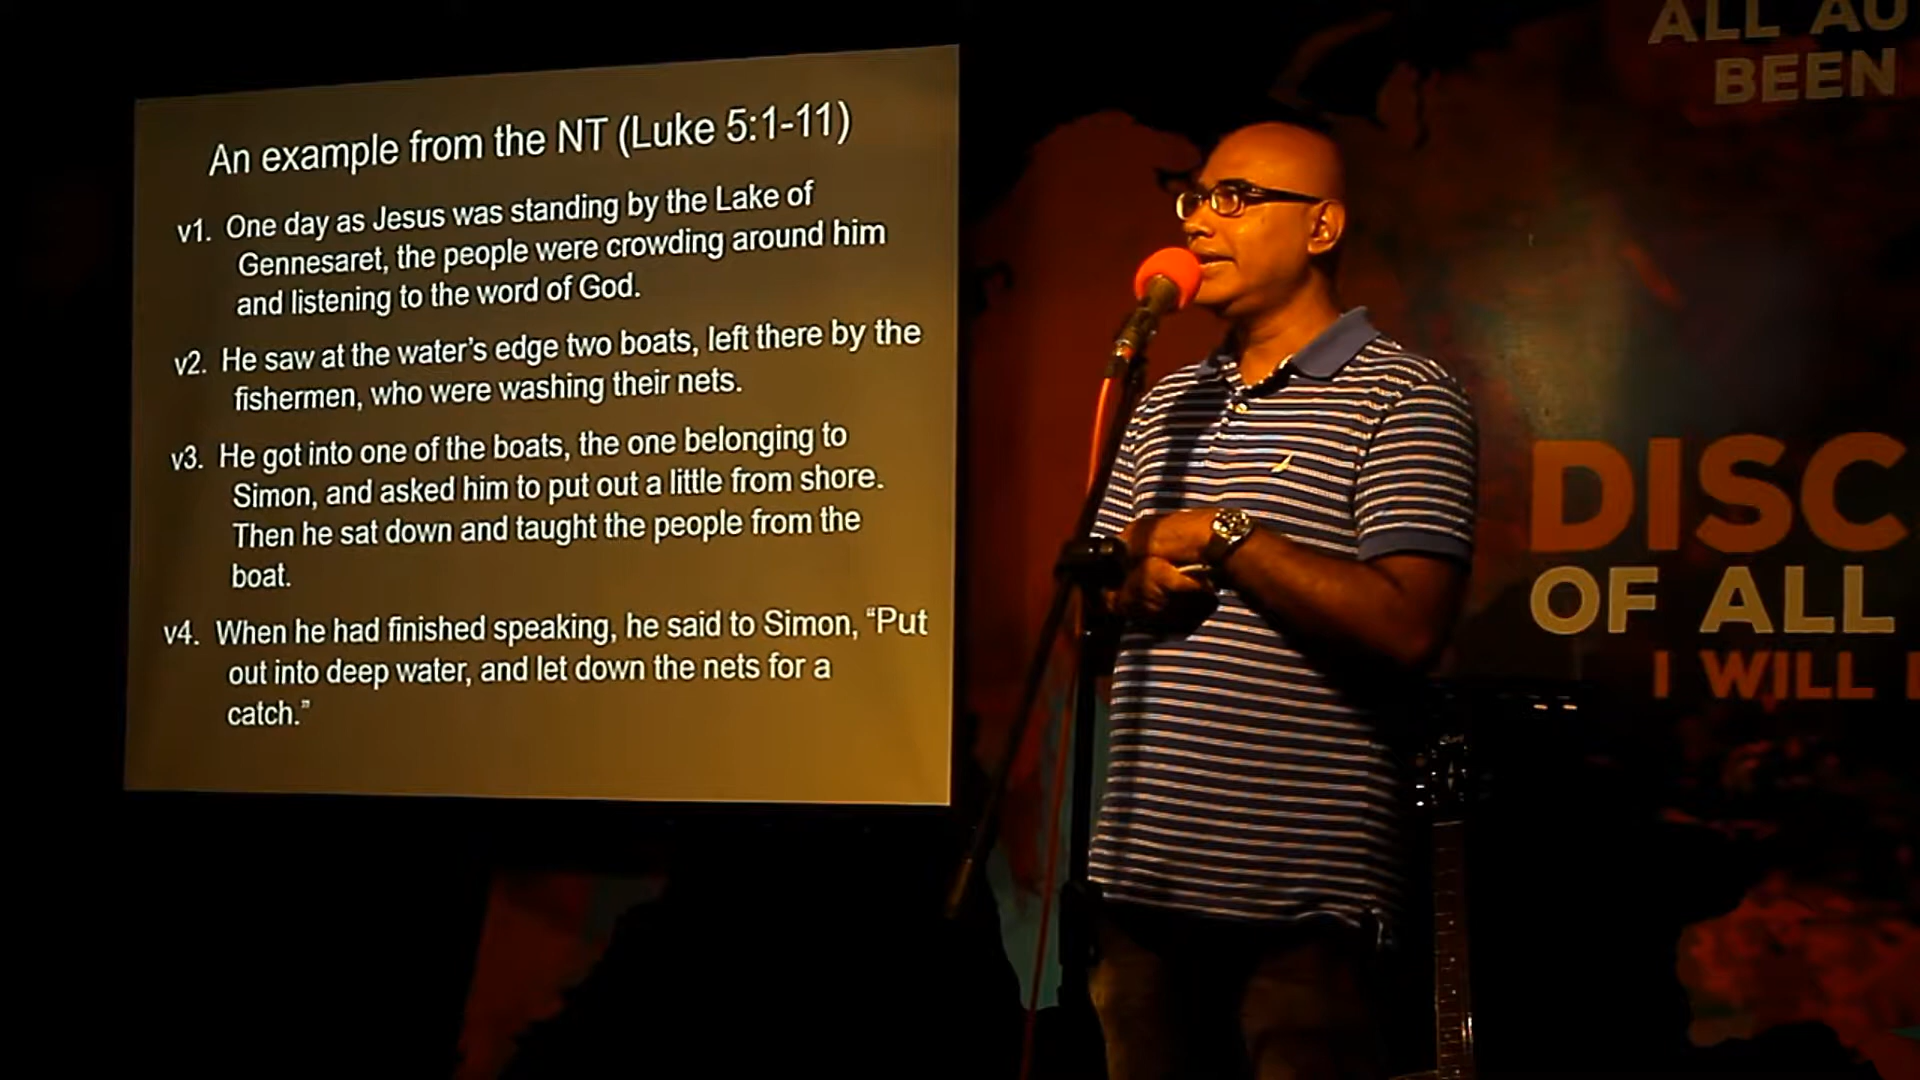 An example from the NT (Luke 5:1-11)
v1. One day as Jesus was standing by the Lake of
Gennesaret, the people were crowding around him
and listening to the word of God.
v2. He saw at the water’s edge two boats, left there by the
fishermen, who were washing their nets.
v3. He got into one of the boats, the one belonging to
Simon, and asked him to put out a little from shore.
Then he sat down and taught the people from the
boat.
v4. When he had finished speaking, he said to Simon, “Put
out into deep water, and let down the nets for a
catch.”
ALL AU
BEEN
DISC
OF ALL
I WILL